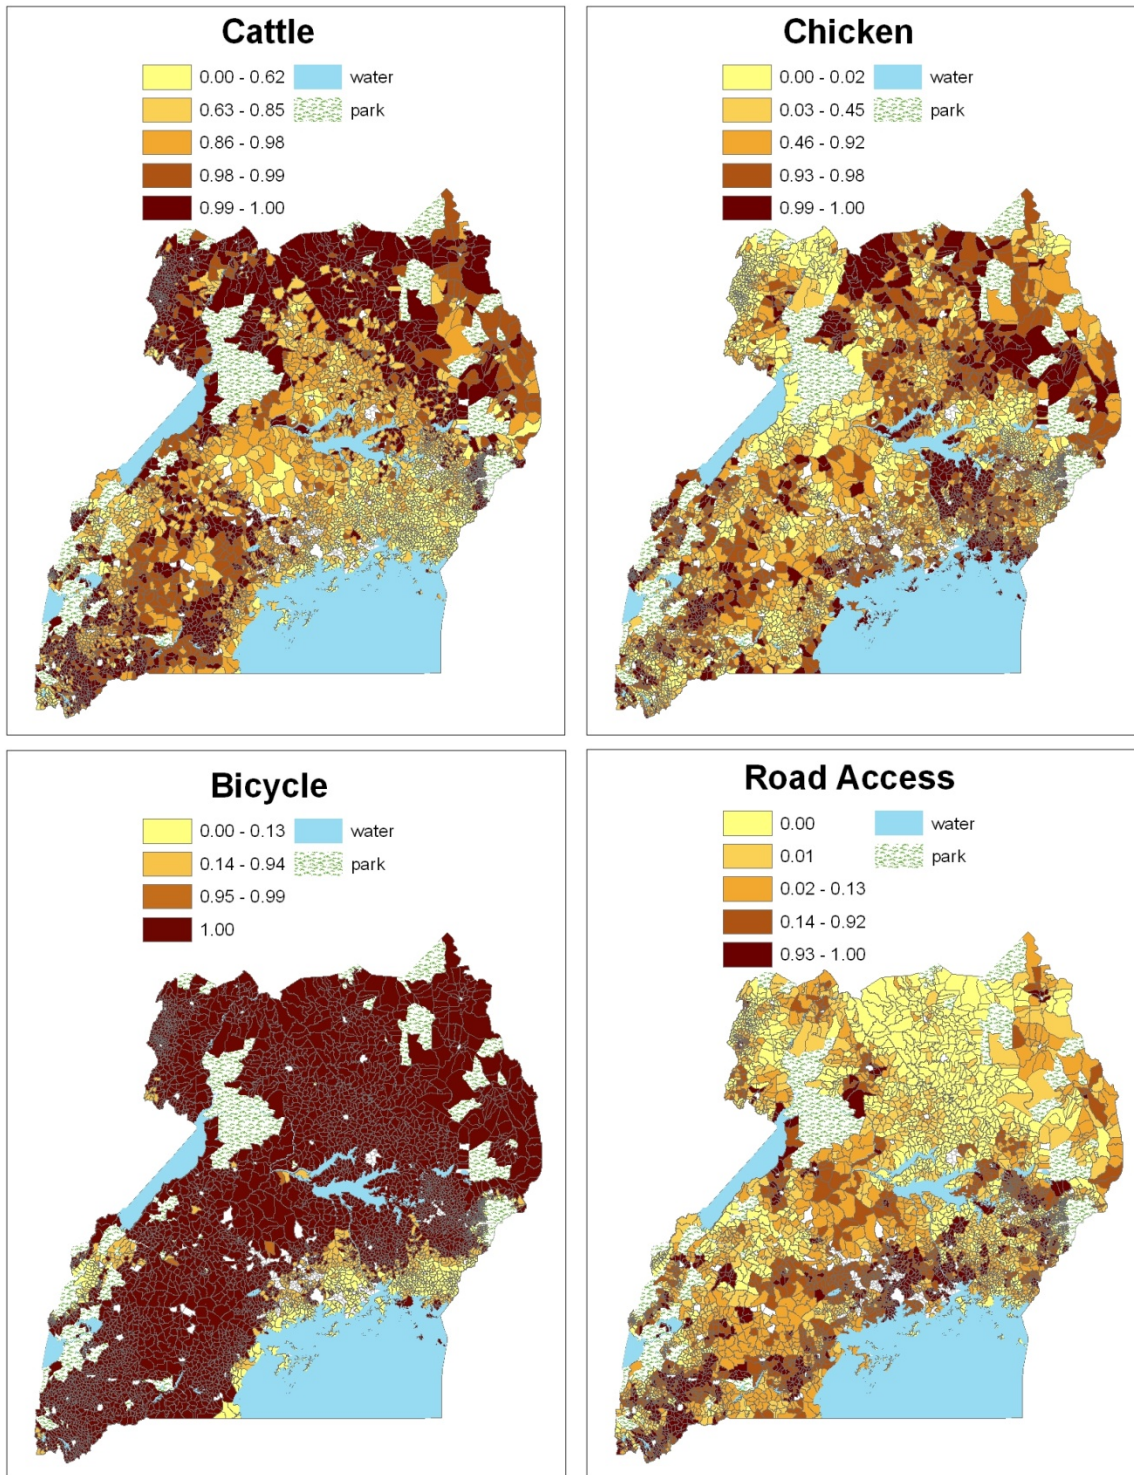 Cattle
0.00 - 0.62 water
0.63 - 0.85 park
0.86 - 0.98
0.98 - 0.99
0.99 - 1.00
Chicken
0.00 - 0.02 water
0.03 - 0.45 park
0.46 - 0.92
0.93 - 0.98
0.99 - 1.00
Bicycle
0.00 - 0.13 water
0.14 - 0.94 park
0.95 - 0.99
1.00
Road Access
0.00 water
0.01 park
0.02 - 0.13
0.14 - 0.92
0.93 - 1.00